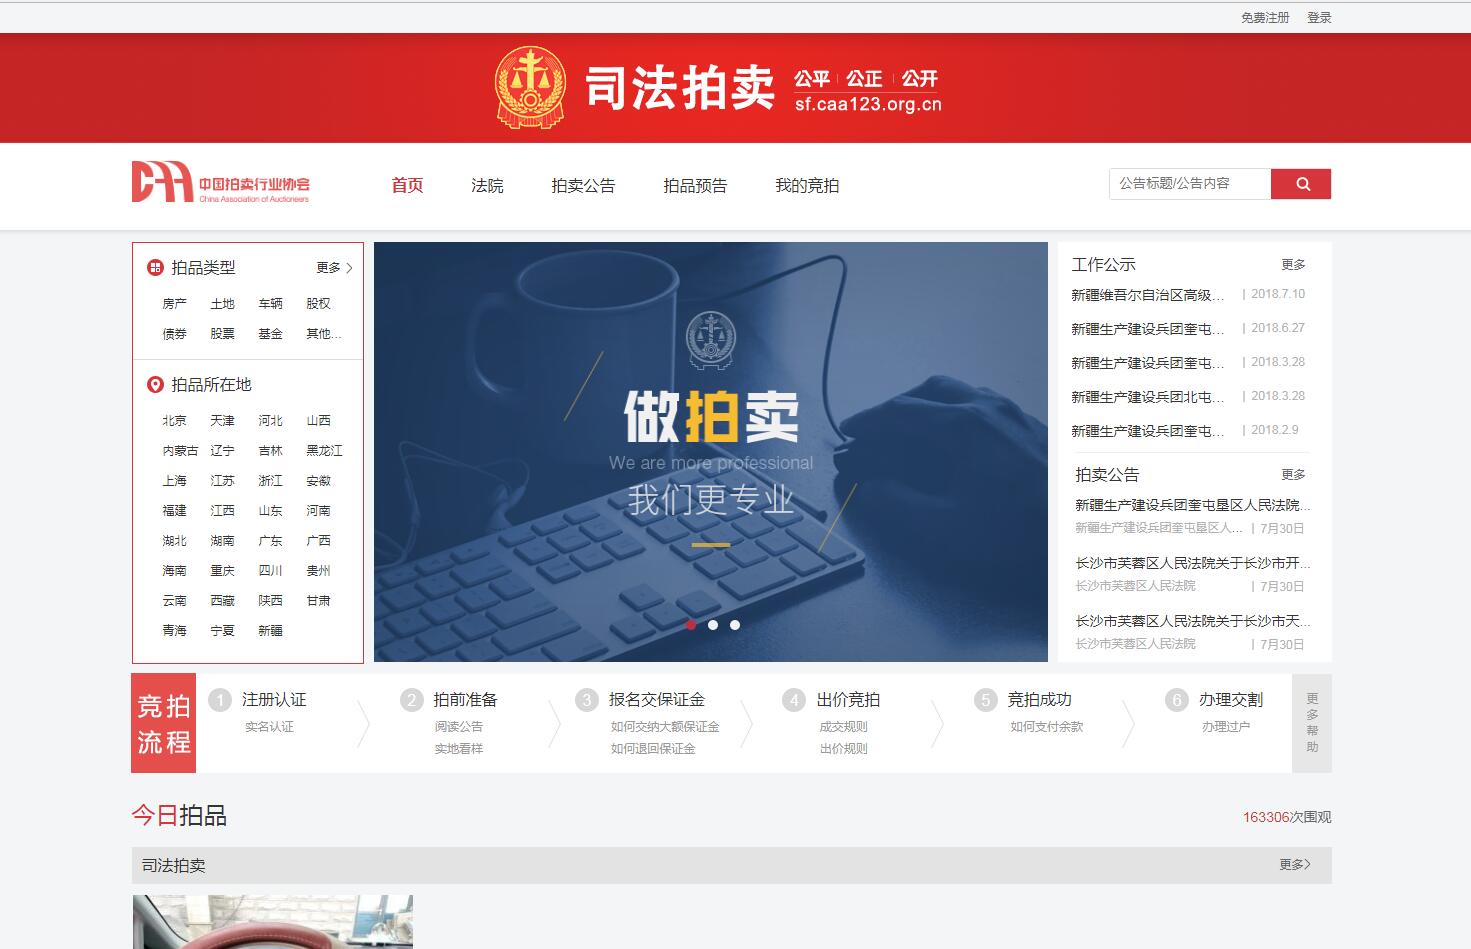 免费注册 登录
司法拍卖 公平 公正 公开
sf.caa123.org.cn
中国拍卖行业协会
China Association of Auctioneers
首页 法院 拍卖公告 拍品预告 我的竞拍
公告标题/公告内容
拍品类型 更多
房产 土地 车辆 股权
债券 股票 基金 其他...
拍品所在地
北京 天津 河北 山西
内蒙古 辽宁 吉林 黑龙江
上海 江苏 浙江 安徽
福建 江西 山东 河南
湖北 湖南 广东 广西
海南 重庆 四川 贵州
云南 西藏 陕西 甘肃
青海 宁夏 新疆
做拍卖
We are more professional
我们更专业
工作公示 更多
新疆维吾尔自治区高级... | 2018.7.10
新疆生产建设兵团奎屯... | 2018.6.27
新疆生产建设兵团奎屯... | 2018.3.28
新疆生产建设兵团北屯... | 2018.3.28
新疆生产建设兵团奎屯... | 2018.2.9
拍卖公告 更多
新疆生产建设兵团奎屯垦区人民法院...
新疆生产建设兵团奎屯垦区人... | 7月30日
长沙市芙蓉区人民法院关于长沙市开...
长沙市芙蓉区人民法院 | 7月30日
长沙市芙蓉区人民法院关于长沙市天...
长沙市芙蓉区人民法院 | 7月30日
竞拍
流程
1 注册认证
实名认证
2 拍前准备
阅读公告
实地看样
3 报名交保证金
如何交纳大额保证金
如何退回保证金
4 出价竞拍
成交规则
出价规则
5 竞拍成功
如何支付余款
6 办理交割
办理过户
更多帮助
今日拍品 163306次围观
司法拍卖 更多